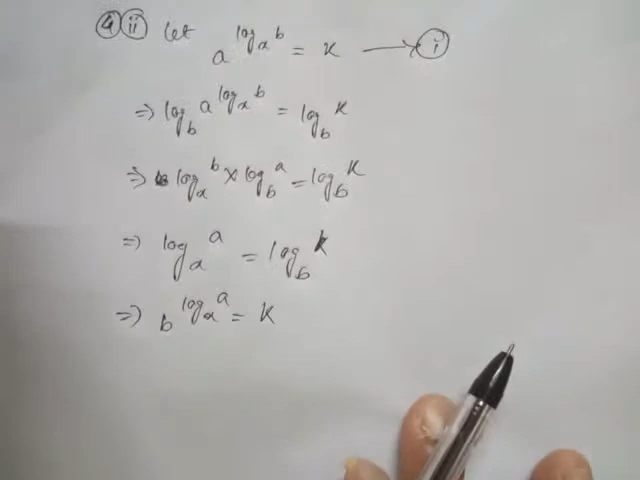 ④ ⓘⓘ let a^(log_x b) = K → ⓘ
⇒ log_b a^(log_x b) = log_b K
⇒ log_x b × log_b a = log_b K
⇒ log_x a = log_b K
⇒ b^(log_x a) = K